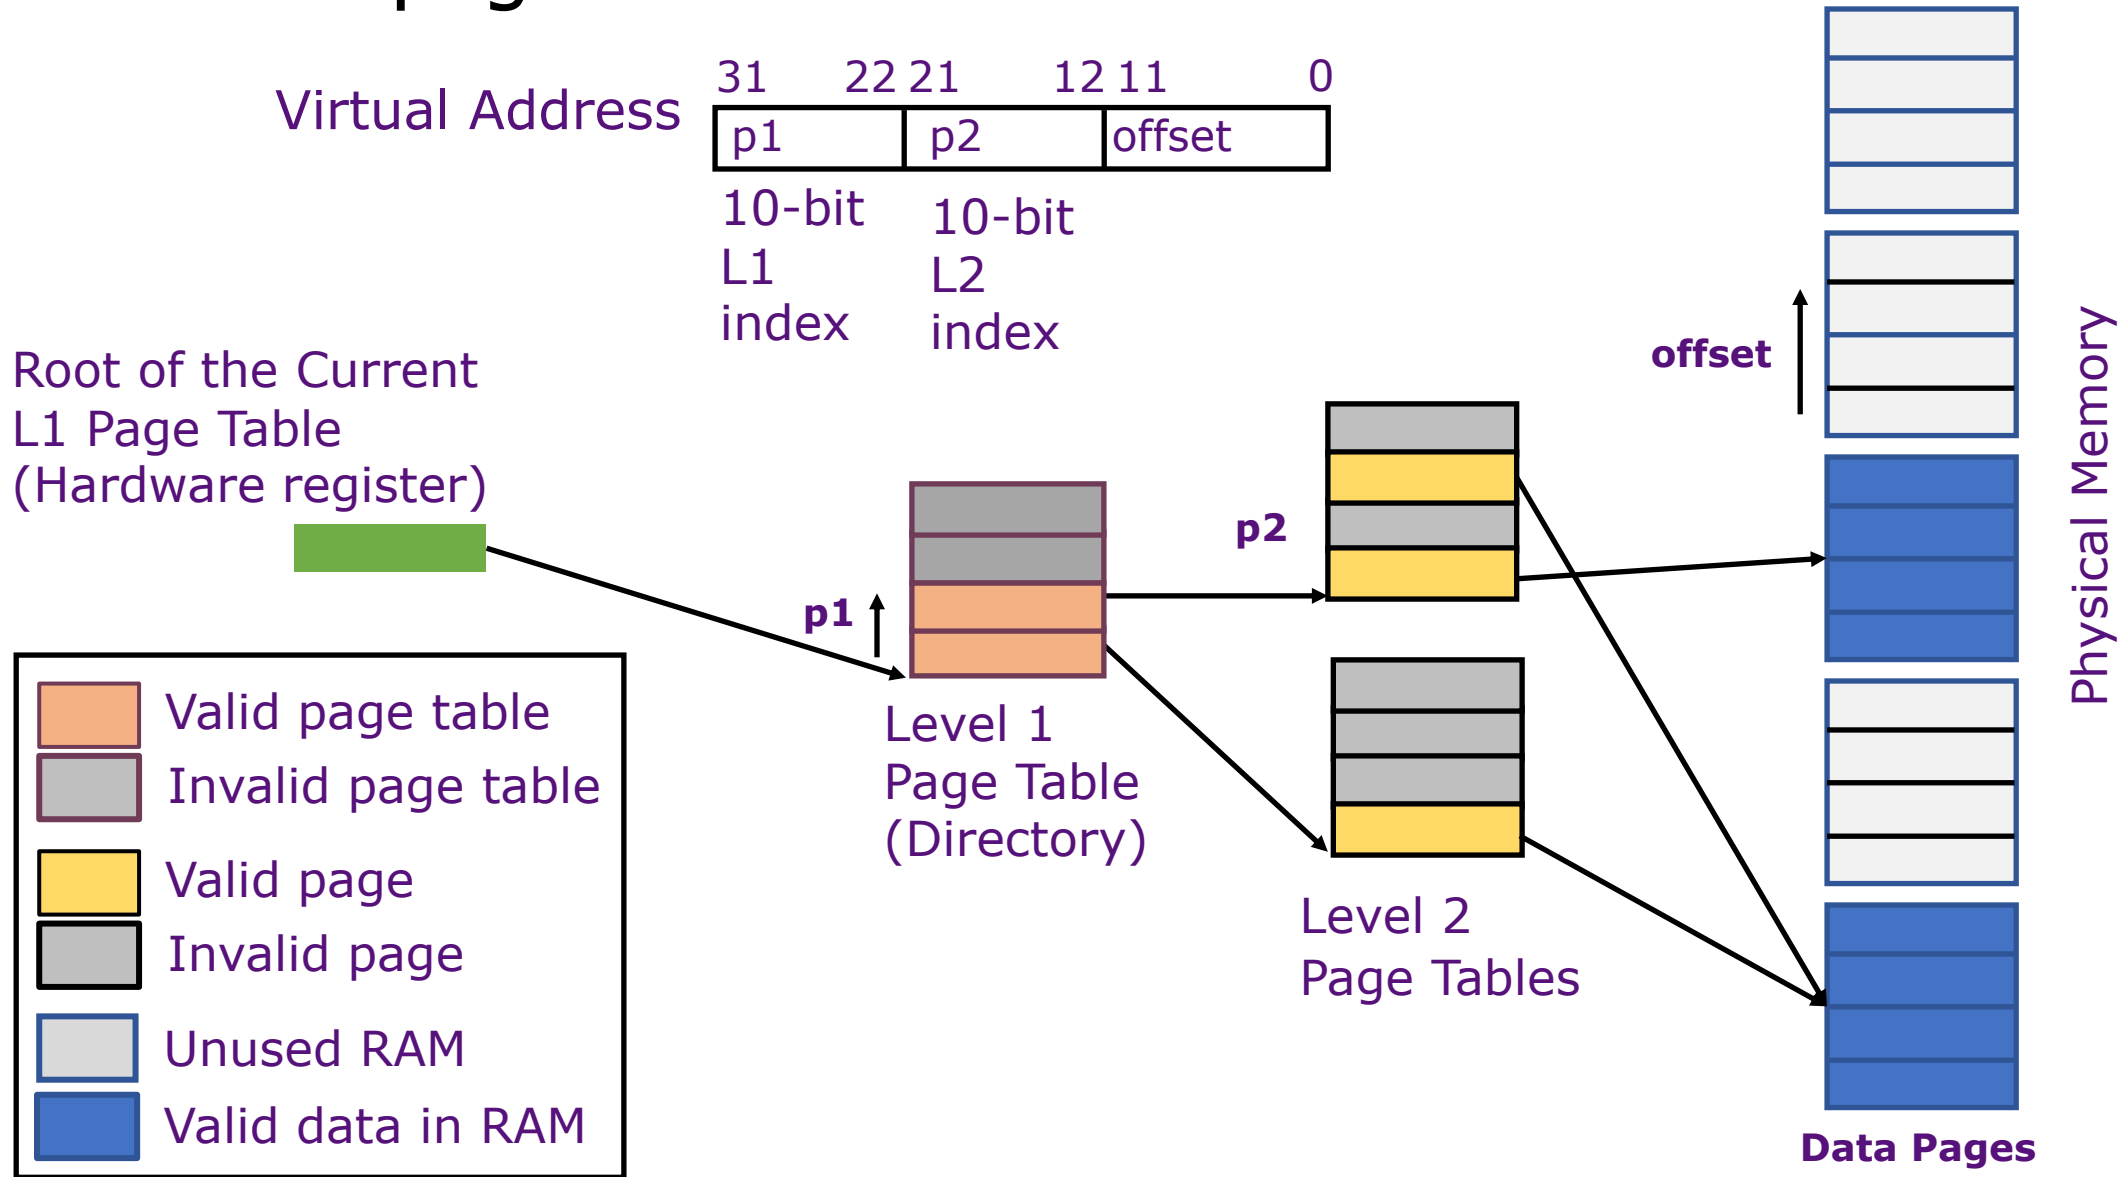 31 22 21 12 11 0
Virtual Address
p1 p2 offset
10-bit
L1
index
10-bit
L2
index
Root of the Current
L1 Page Table
(Hardware register)
offset
Physical Memory
p2
p1
Level 1
Page Table
(Directory)
Level 2
Page Tables
Valid page table
Invalid page table
Valid page
Invalid page
Unused RAM
Valid data in RAM
Data Pages